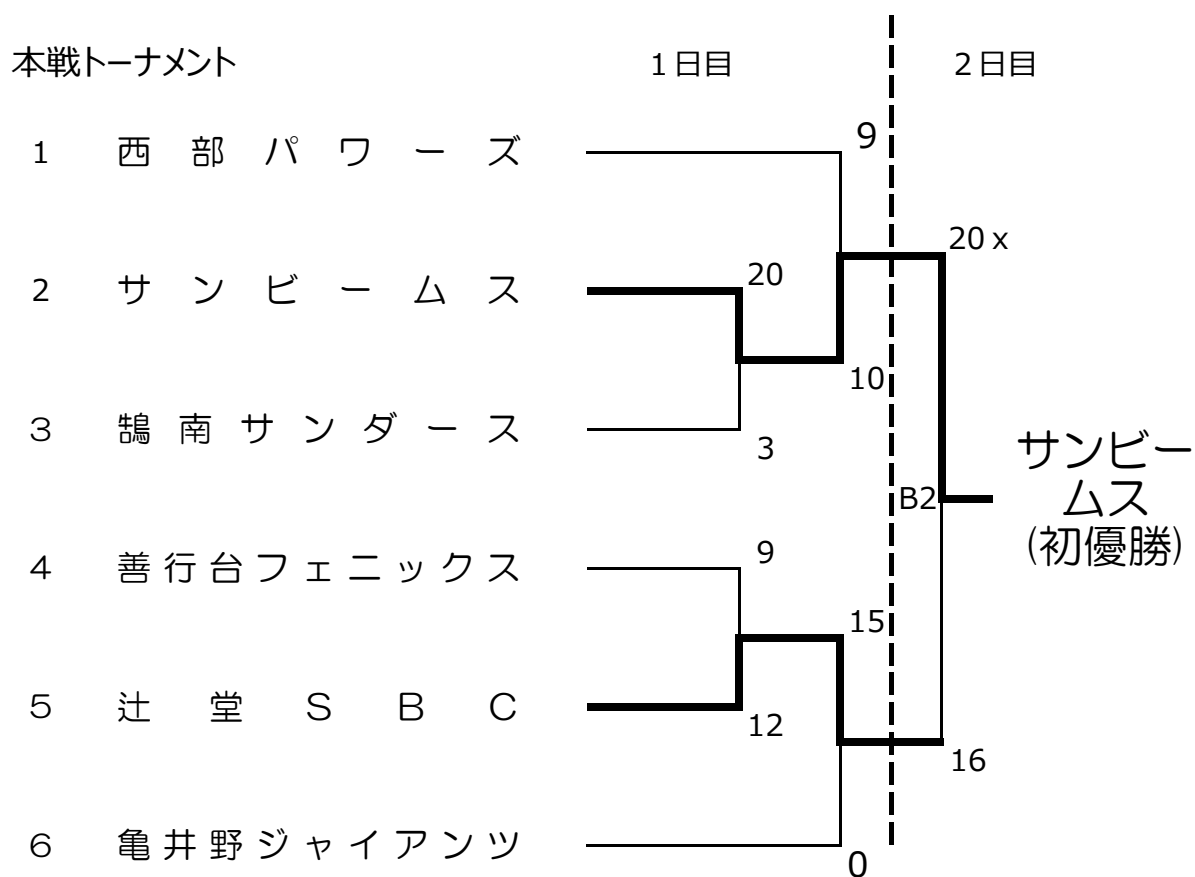 本戦トーナメント
1日目
2日目
1 西部パワーズ
9
20x
2 サンビームス
20
10
3 鵠南サンダース
3
サンビー
ムス
(初優勝)
B2
4 善行台フェニックス
9
15
5 辻堂SBC
12
16
6 亀井野ジャイアンツ
0